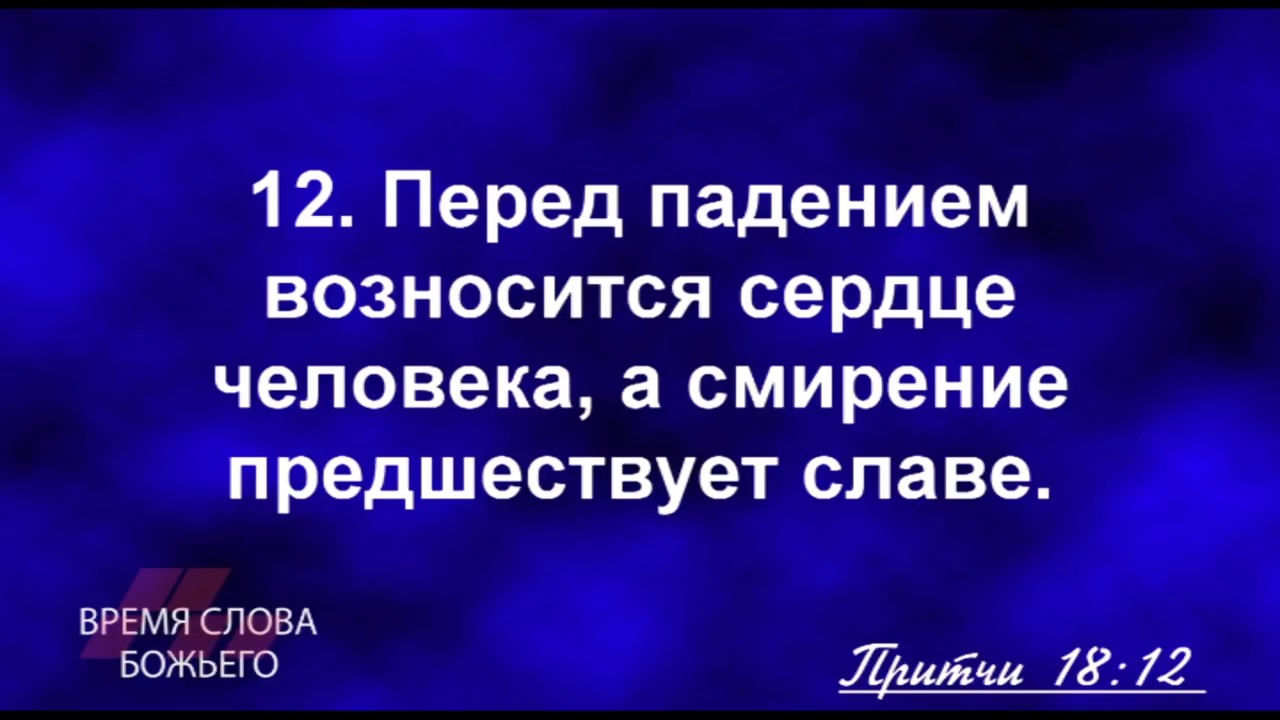 12. Перед падением
возносится сердце
человека, а смирение
предшествует славе.
ВРЕМЯ СЛОВА
БОЖЬЕГО
Притчи 18:12